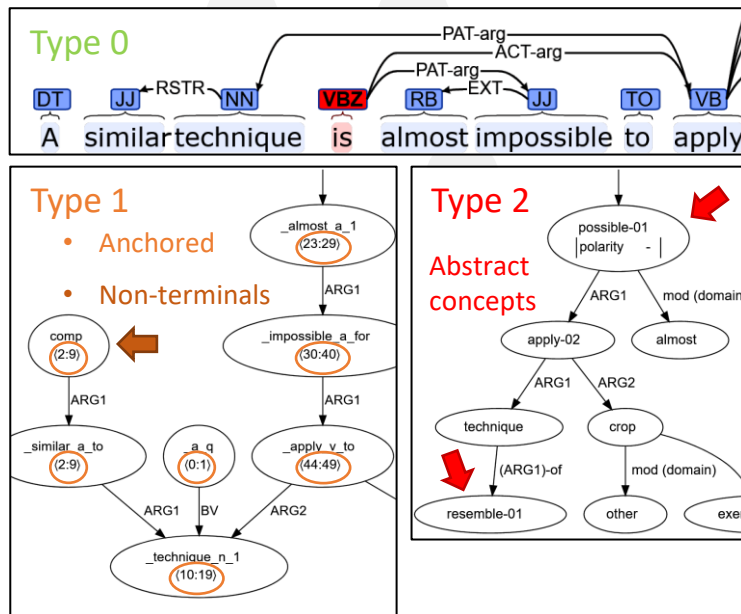 Type 0
PAT-arg
ACT-arg
PAT-arg
RSTR
EXT
DT JJ NN VBZ RB JJ TO VB
A similar technique is almost impossible to apply
Type 1
• Anchored
• Non-terminals
_almost_a_1
⟨23:29⟩
ARG1
comp
⟨2:9⟩
_impossible_a_for
⟨30:40⟩
ARG1
ARG1
_similar_a_to
⟨2:9⟩
_a_q
⟨0:1⟩
_apply_v_to
⟨44:49⟩
ARG1
BV
ARG2
_technique_n_1
⟨10:19⟩
Type 2
Abstract
concepts
possible-01
polarity -
ARG1
mod (domain
apply-02
almost
ARG1
ARG2
technique
crop
(ARG1)-of
mod (domain)
resemble-01
other
exer